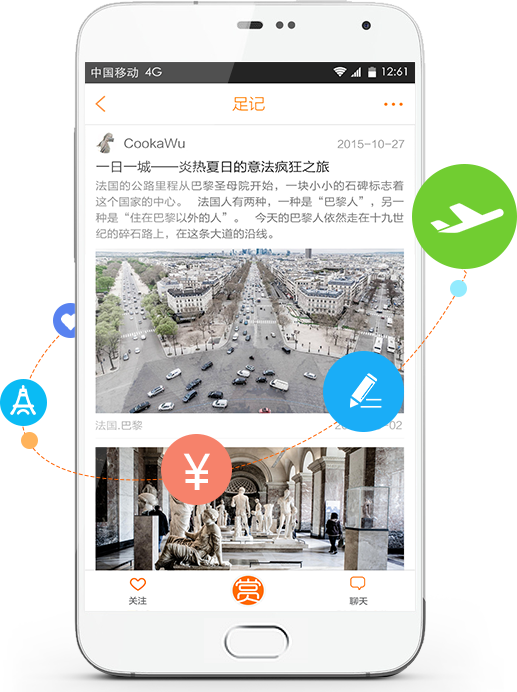 中国移动 4G 12:61
足记
CookaWu 2015-10-27
一日一城——炎热夏日的意法疯狂之旅
法国的公路里程从巴黎圣母院开始，一块小小的石碑标志着
这个国家的中心。 法国人有两种，一种是“巴黎人”，另一
种是“住在巴黎以外的人”。 今天的巴黎人依然走在十九世
纪的碎石路上，在这条大道的沿线。
法国.巴黎 02
¥
关注 赏 聊天